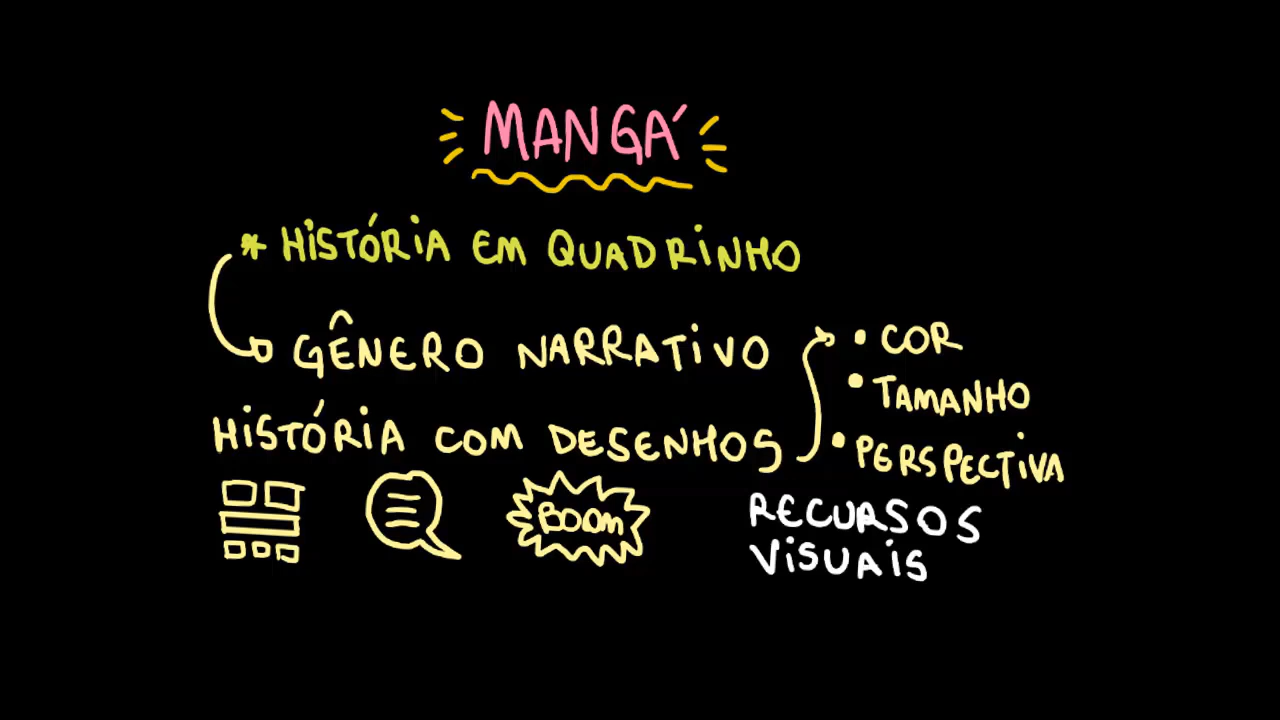 MANGÁ
* HISTÓRIA EM QUADRINHO
GÊNERO NARRATIVO
• COR
• TAMANHO
HISTÓRIA COM DESENHOS
• PERSPECTIVA
BOOM
RECURSOS
VISUAIS